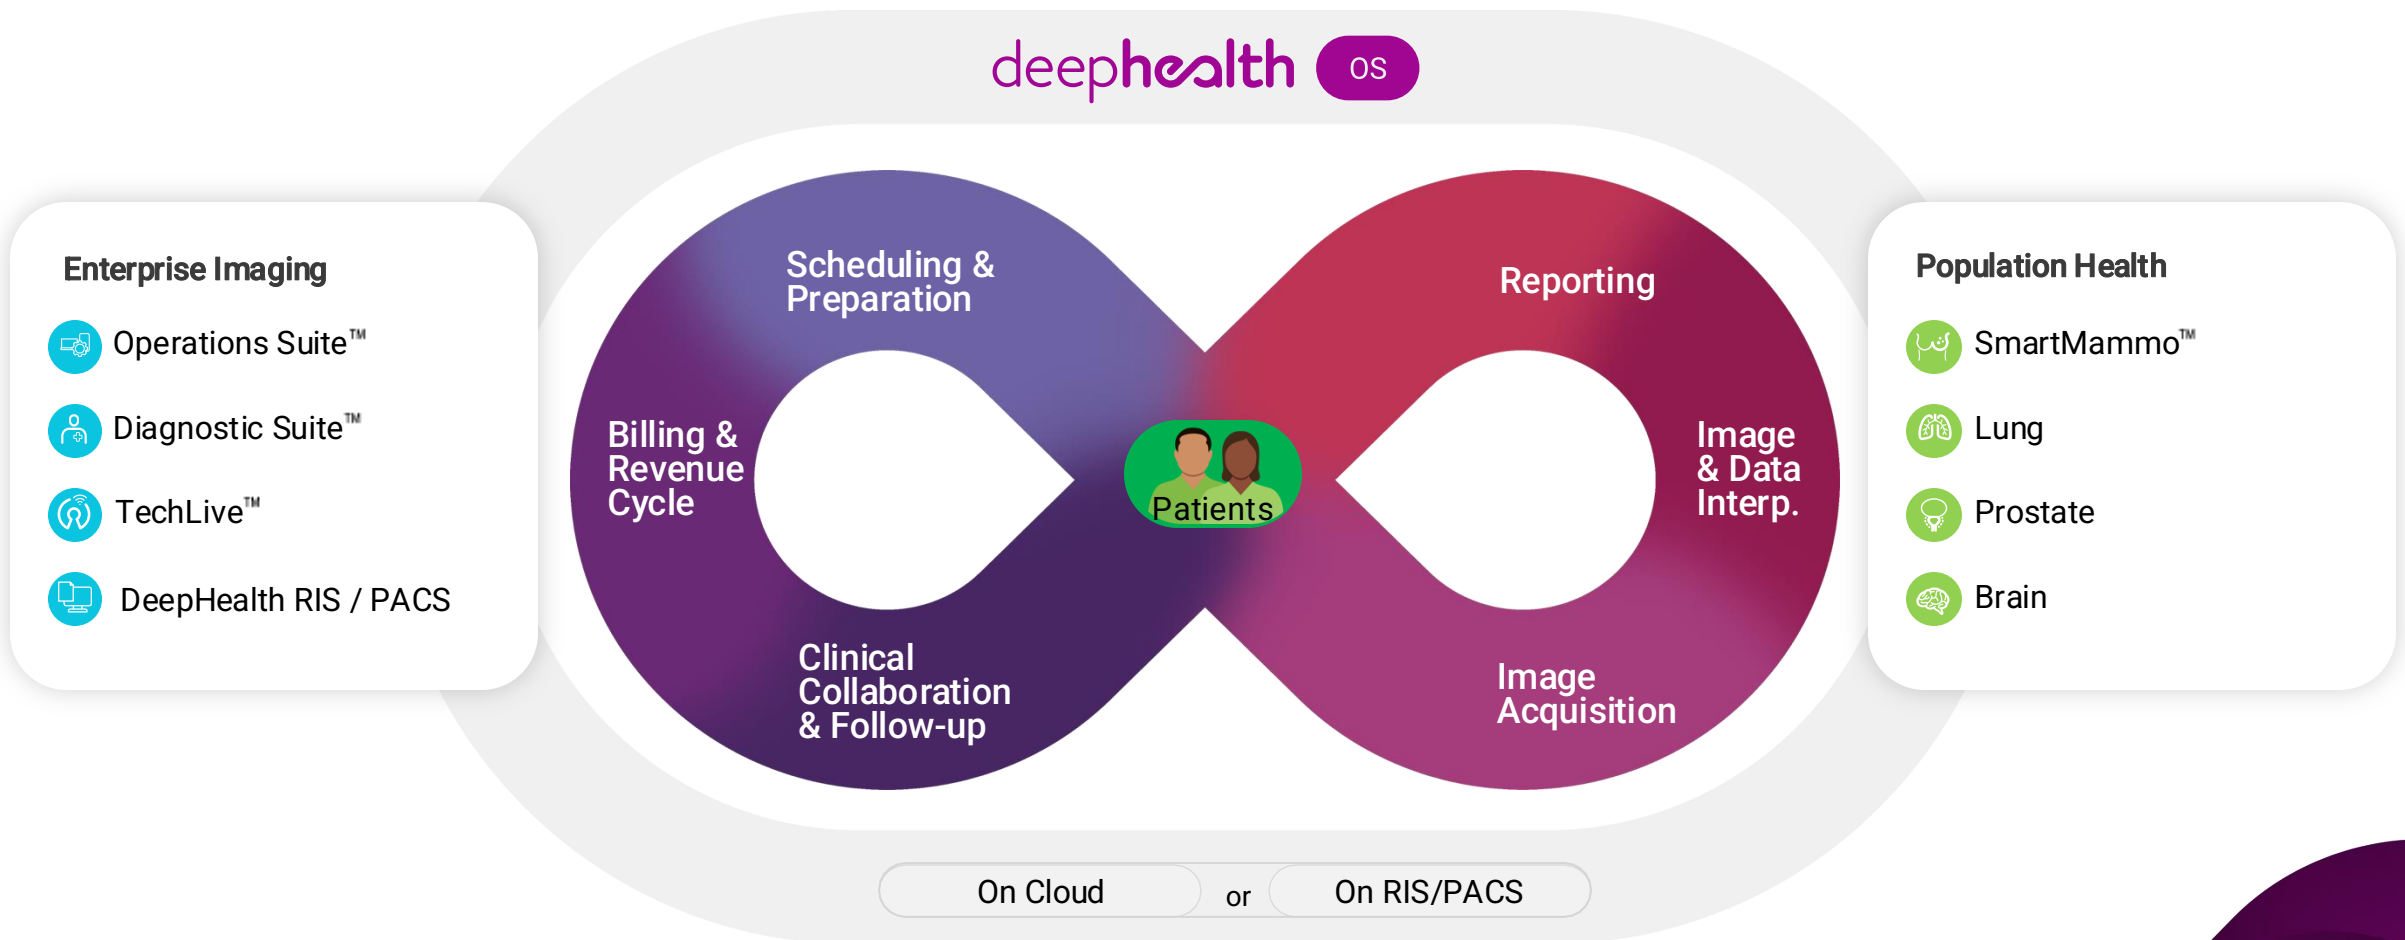 deephealth OS
Enterprise Imaging
Operations Suite™
Diagnostic Suite™
TechLive™
DeepHealth RIS / PACS
Scheduling &
Preparation
Billing &
Revenue
Cycle
Clinical
Collaboration
& Follow-up
Patients
Reporting
Image
& Data
Interp.
Image
Acquisition
Population Health
SmartMammo™
Lung
Prostate
Brain
On Cloud or On RIS/PACS